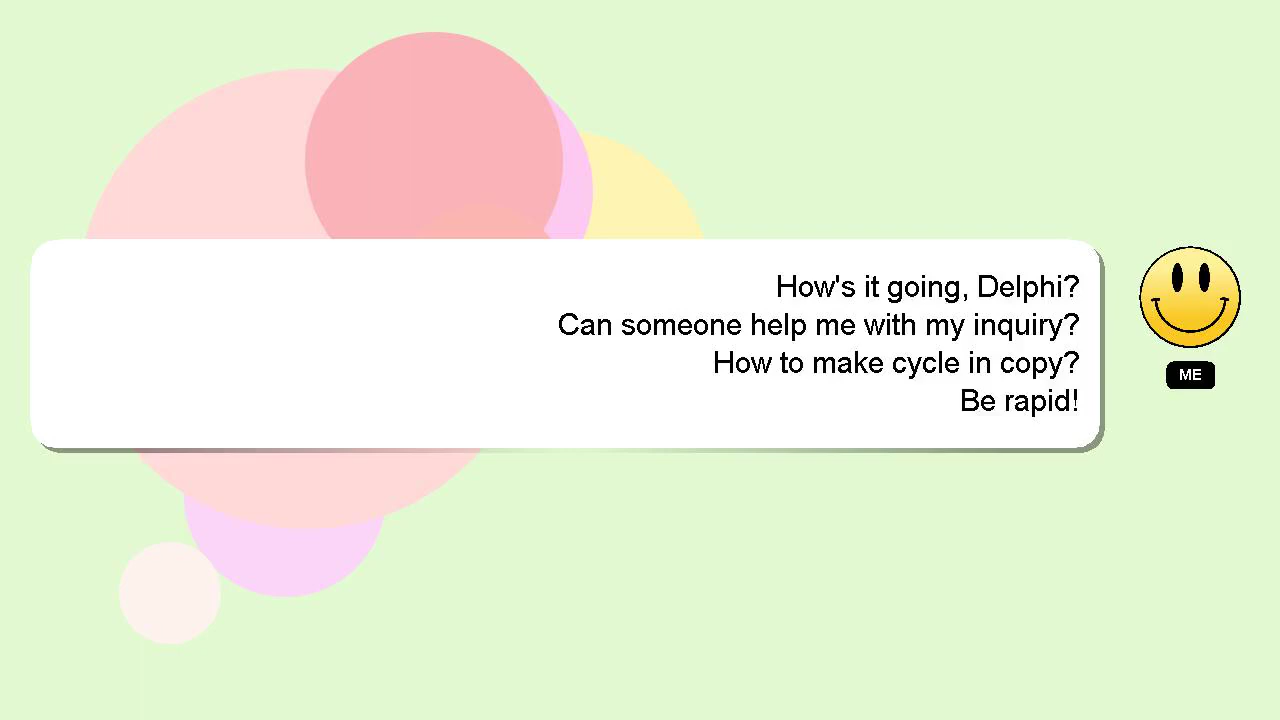 How's it going, Delphi?
Can someone help me with my inquiry?
How to make cycle in copy?
Be rapid!
ME